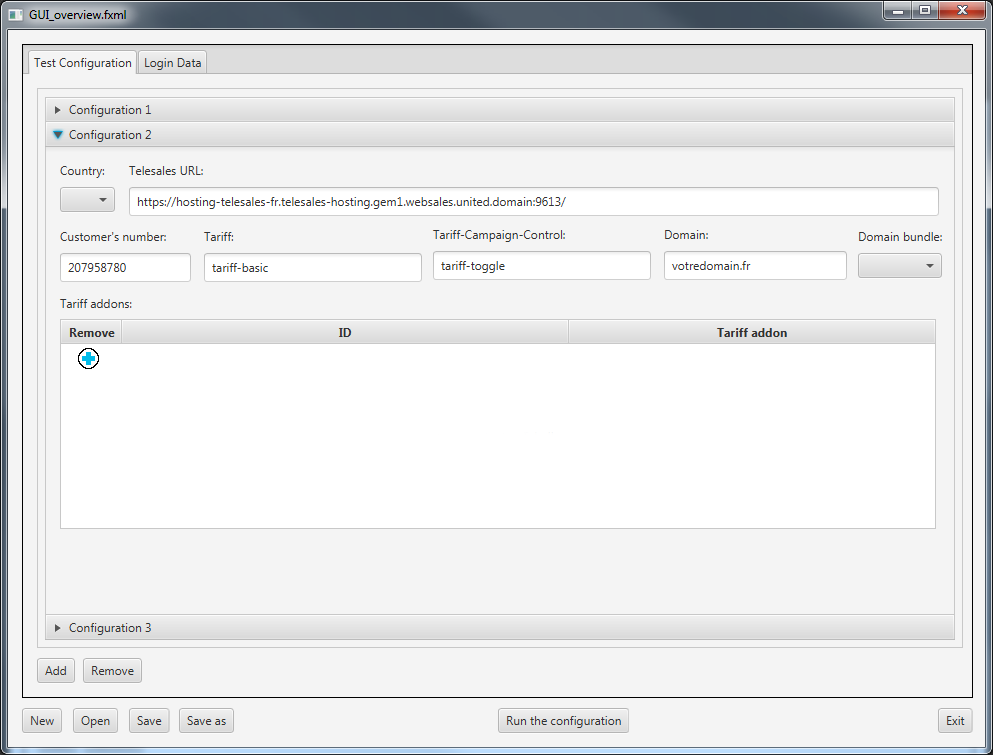 GUI_overview.fxml
Test Configuration Login Data
Configuration 1
Configuration 2
Country: Telesales URL:
https://hosting-telesales-fr.telesales-hosting.gem1.websales.united.domain:9613/
Customer's number: Tariff: Tariff-Campaign-Control: Domain: Domain bundle:
207958780 tariff-basic tariff-toggle votredomain.fr
Tariff addons:
Remove ID Tariff addon
Configuration 3
Add Remove
New Open Save Save as Run the configuration Exit